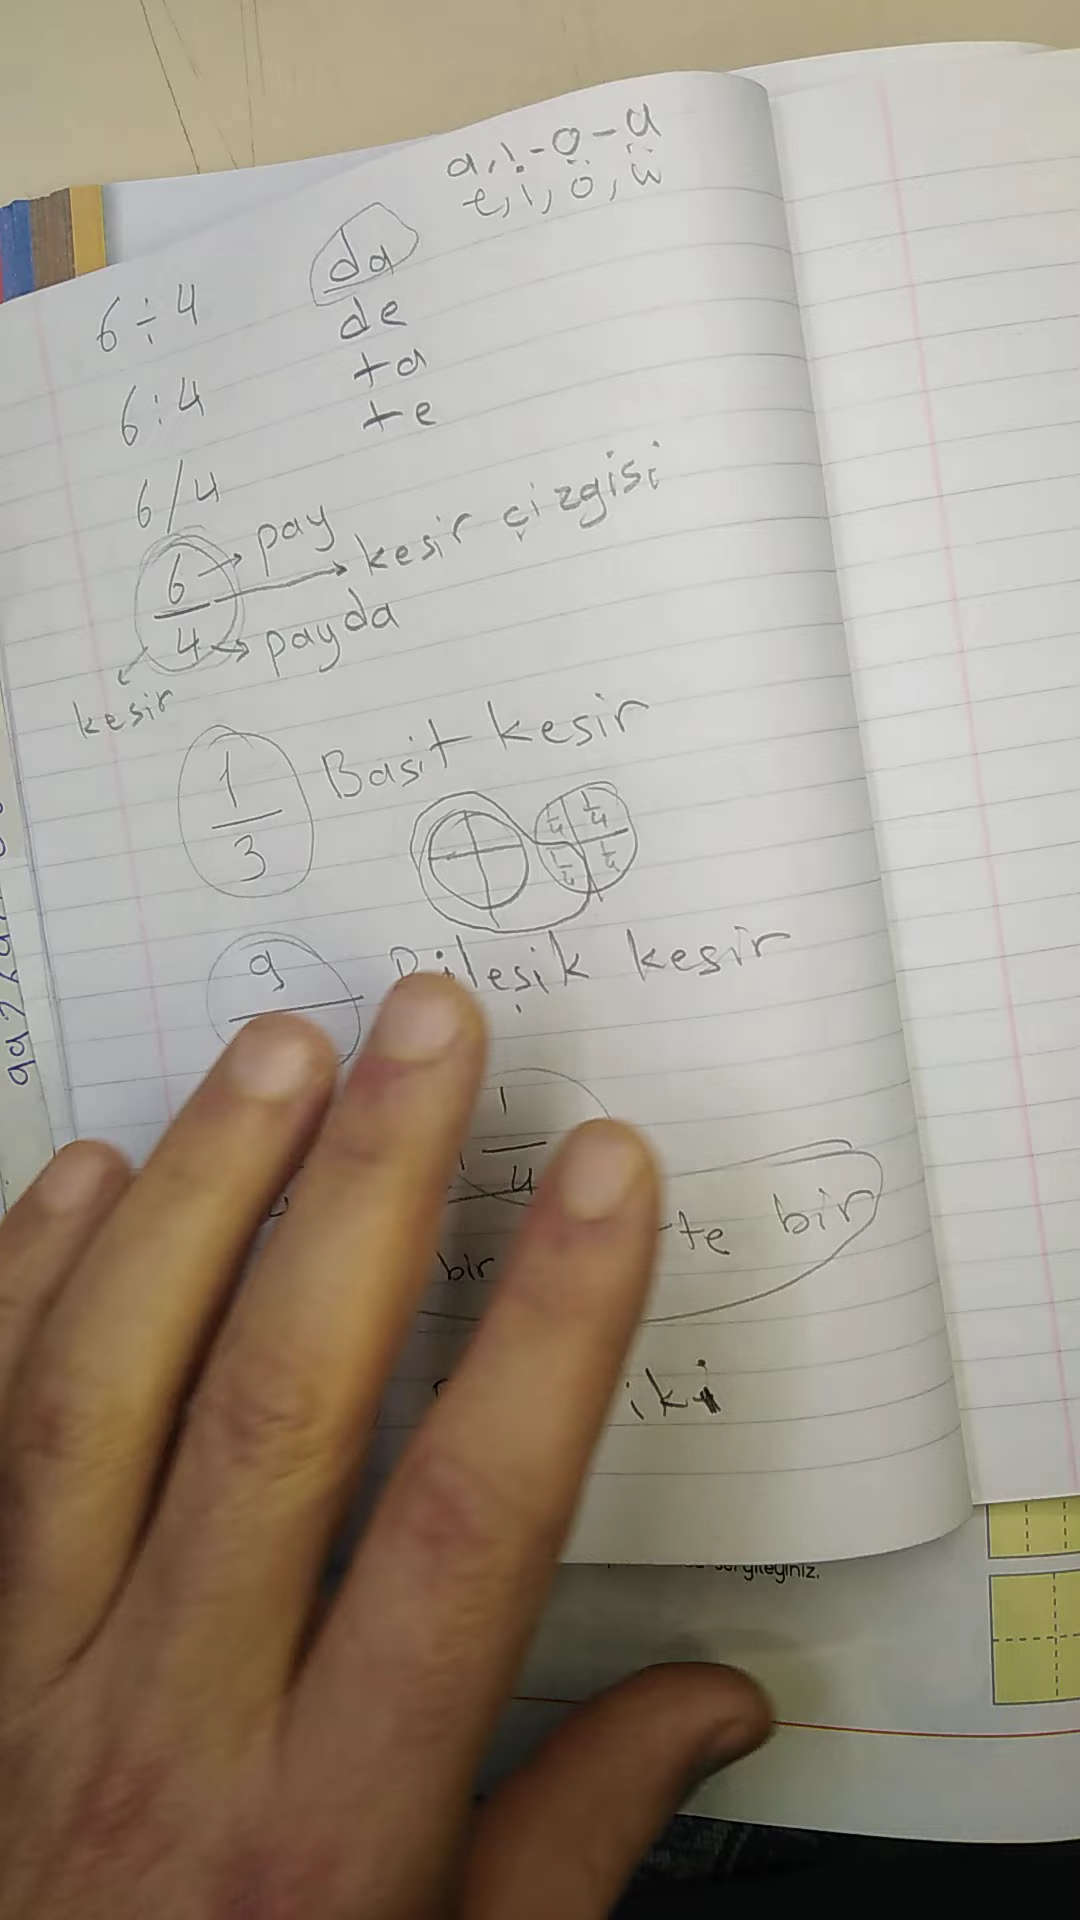 a, ı - o - u
e, i, ö, ü
da
de
ta
te
6 ÷ 4
6 : 4
6 / 4
6 → pay
→ kesir çizgisi
4 → payda
kesir
1
3
Basit kesir
1/4 1/4
1/4 1/4
9
Bileşik kesir
1
4
te bir
bir
iki